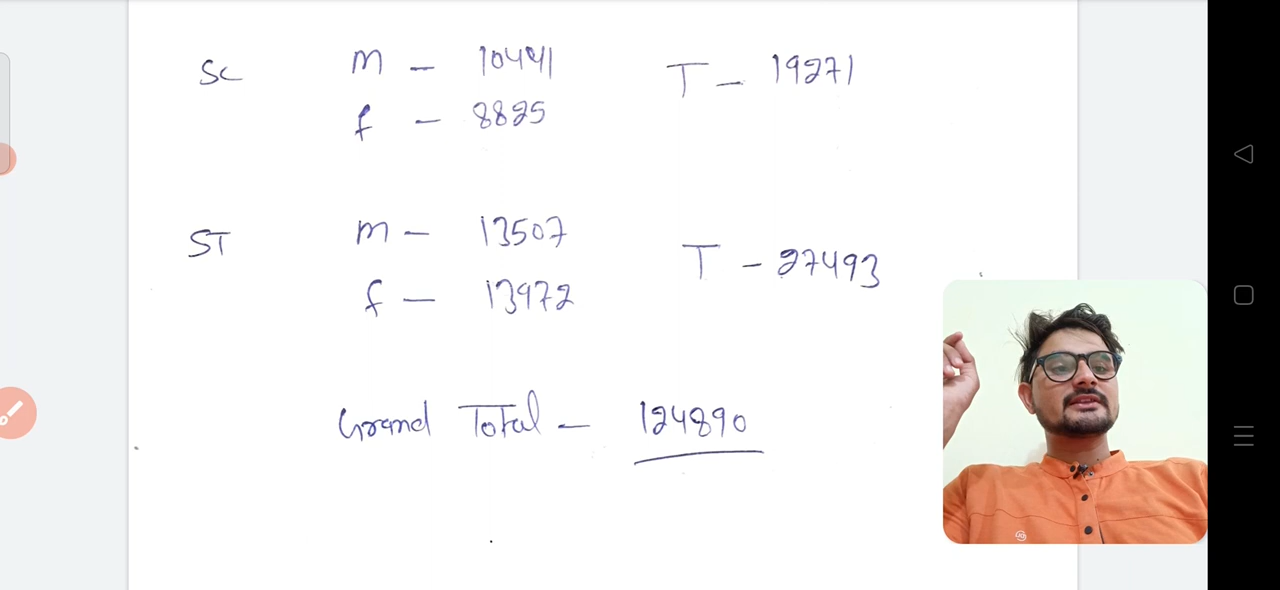 SC m - 10441 T - 19271
f - 8825
ST m - 13507 T - 27493
f - 13972
Grand Total - 124890